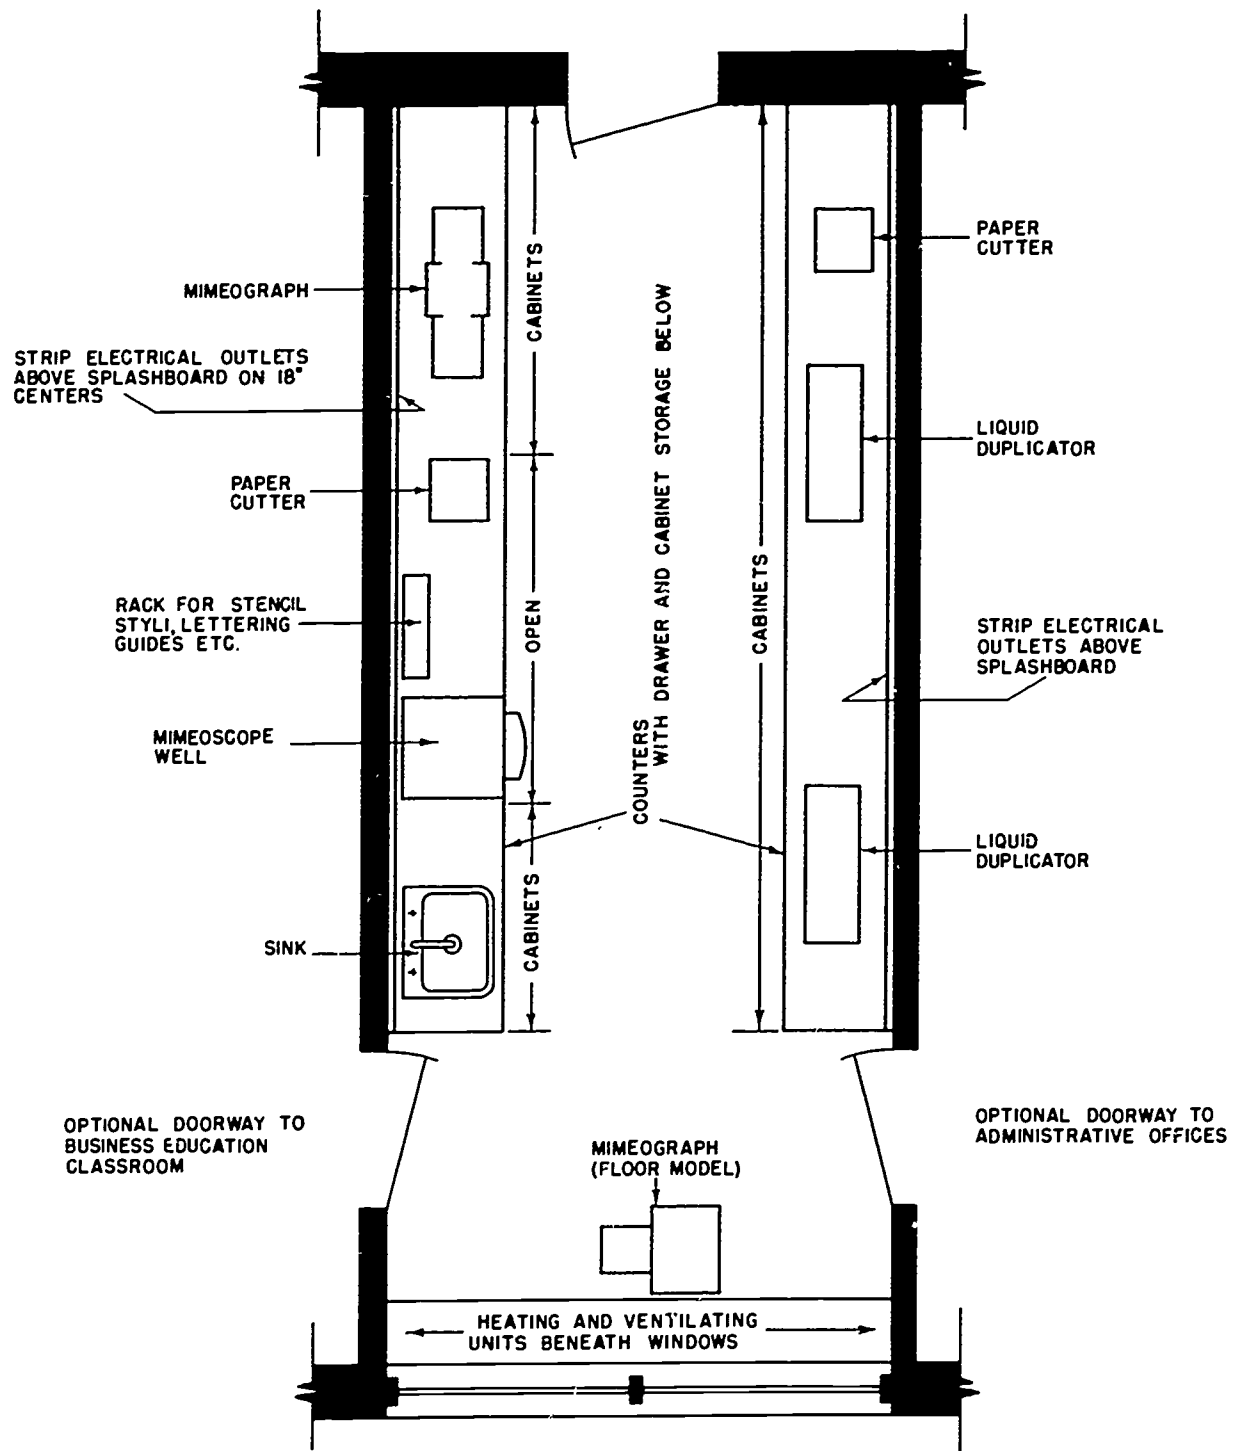 MIMEOGRAPH
STRIP ELECTRICAL OUTLETS
ABOVE SPLASHBOARD ON 18"
CENTERS
PAPER
CUTTER
RACK FOR STENCIL
STYLI, LETTERING
GUIDES ETC.
MIMEOSCOPE
WELL
SINK
OPTIONAL DOORWAY TO
BUSINESS EDUCATION
CLASSROOM
CABINETS
OPEN
CABINETS
COUNTERS
WITH DRAWER AND CABINET STORAGE BELOW
CABINETS
PAPER
CUTTER
LIQUID
DUPLICATOR
STRIP ELECTRICAL
OUTLETS ABOVE
SPLASHBOARD
LIQUID
DUPLICATOR
OPTIONAL DOORWAY TO
ADMINISTRATIVE OFFICES
MIMEOGRAPH
(FLOOR MODEL)
HEATING AND VENTILATING
UNITS BENEATH WINDOWS